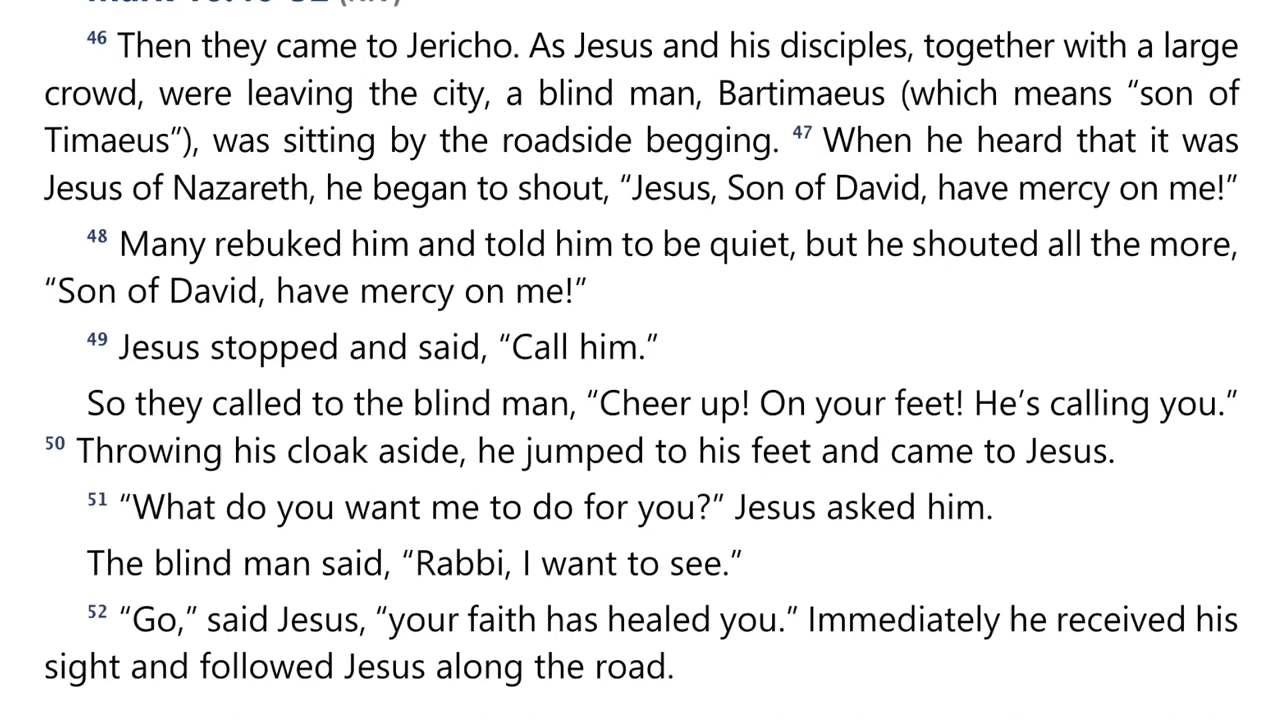 46 Then they came to Jericho. As Jesus and his disciples, together with a large
crowd, were leaving the city, a blind man, Bartimaeus (which means “son of
Timaeus”), was sitting by the roadside begging. 47 When he heard that it was
Jesus of Nazareth, he began to shout, “Jesus, Son of David, have mercy on me!”
48 Many rebuked him and told him to be quiet, but he shouted all the more,
“Son of David, have mercy on me!”
49 Jesus stopped and said, “Call him.”
So they called to the blind man, “Cheer up! On your feet! He’s calling you.”
50 Throwing his cloak aside, he jumped to his feet and came to Jesus.
51 “What do you want me to do for you?” Jesus asked him.
The blind man said, “Rabbi, I want to see.”
52 “Go,” said Jesus, “your faith has healed you.” Immediately he received his
sight and followed Jesus along the road.